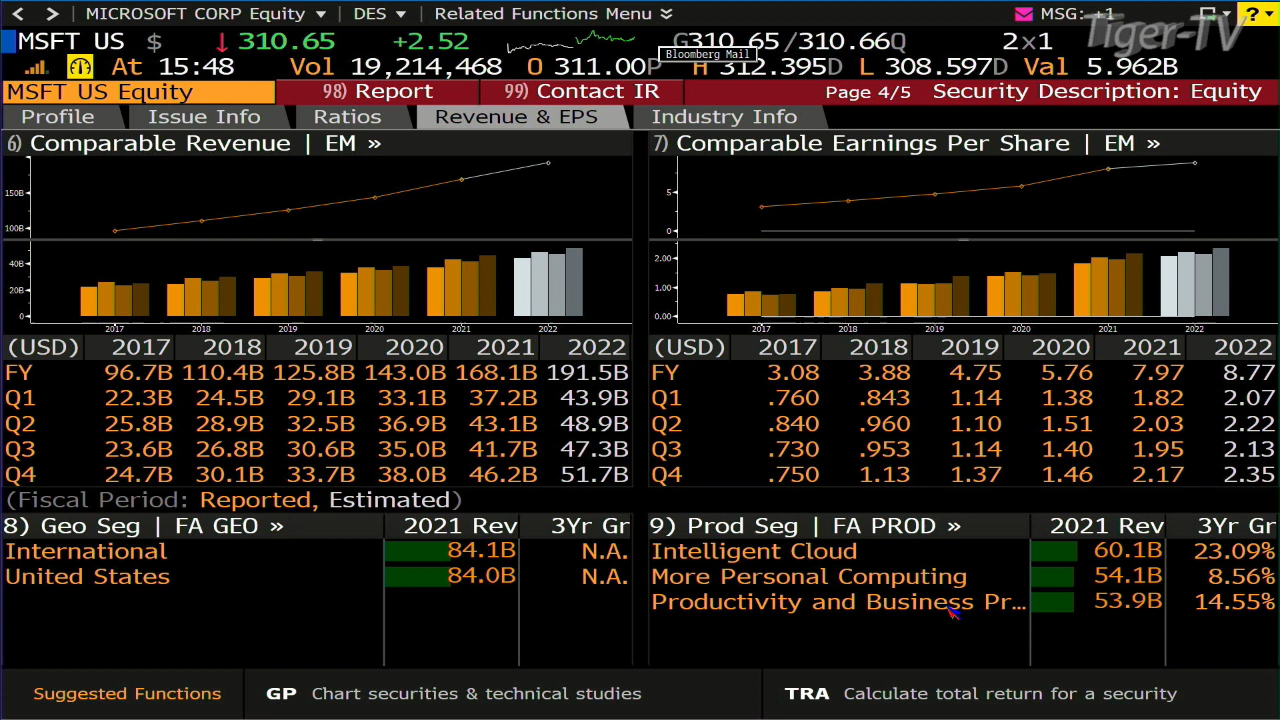 < > MICROSOFT CORP Equity ▼ | DES ▼ | Related Functions Menu MSG: +1 ? ▼
Tiger-TV
MSFT US $ ↓310.65 +2.52 G310.65/310.66Q 2×1
Bloomberg Mail
At 15:48 Vol 19,214,468 O 311.00P H 312.395D L 308.597D Val 5.962B
MSFT US Equity 98) Report 99) Contact IR Page 4/5 Security Description: Equity
Profile Issue Info Ratios Revenue & EPS Industry Info
6) Comparable Revenue | EM »
150B
100B
40B
20B
0
2017 2018 2019 2020 2021 2022
(USD) 2017 2018 2019 2020 2021 2022
FY 96.7B 110.4B 125.8B 143.0B 168.1B 191.5B
Q1 22.3B 24.5B 29.1B 33.1B 37.2B 43.9B
Q2 25.8B 28.9B 32.5B 36.9B 43.1B 48.9B
Q3 23.6B 26.8B 30.6B 35.0B 41.7B 47.3B
Q4 24.7B 30.1B 33.7B 38.0B 46.2B 51.7B
7) Comparable Earnings Per Share | EM »
5
0
2.00
1.00
0.00
2017 2018 2019 2020 2021 2022
(USD) 2017 2018 2019 2020 2021 2022
FY 3.08 3.88 4.75 5.76 7.97 8.77
Q1 .760 .843 1.14 1.38 1.82 2.07
Q2 .840 .960 1.10 1.51 2.03 2.22
Q3 .730 .953 1.14 1.40 1.95 2.13
Q4 .750 1.13 1.37 1.46 2.17 2.35
(Fiscal Period: Reported, Estimated)
8) Geo Seg | FA GEO » 2021 Rev 3Yr Gr
International 84.1B N.A.
United States 84.0B N.A.
9) Prod Seg | FA PROD » 2021 Rev 3Yr Gr
Intelligent Cloud 60.1B 23.09%
More Personal Computing 54.1B 8.56%
Productivity and Business Pr... 53.9B 14.55%
Suggested Functions GP Chart securities & technical studies TRA Calculate total return for a security